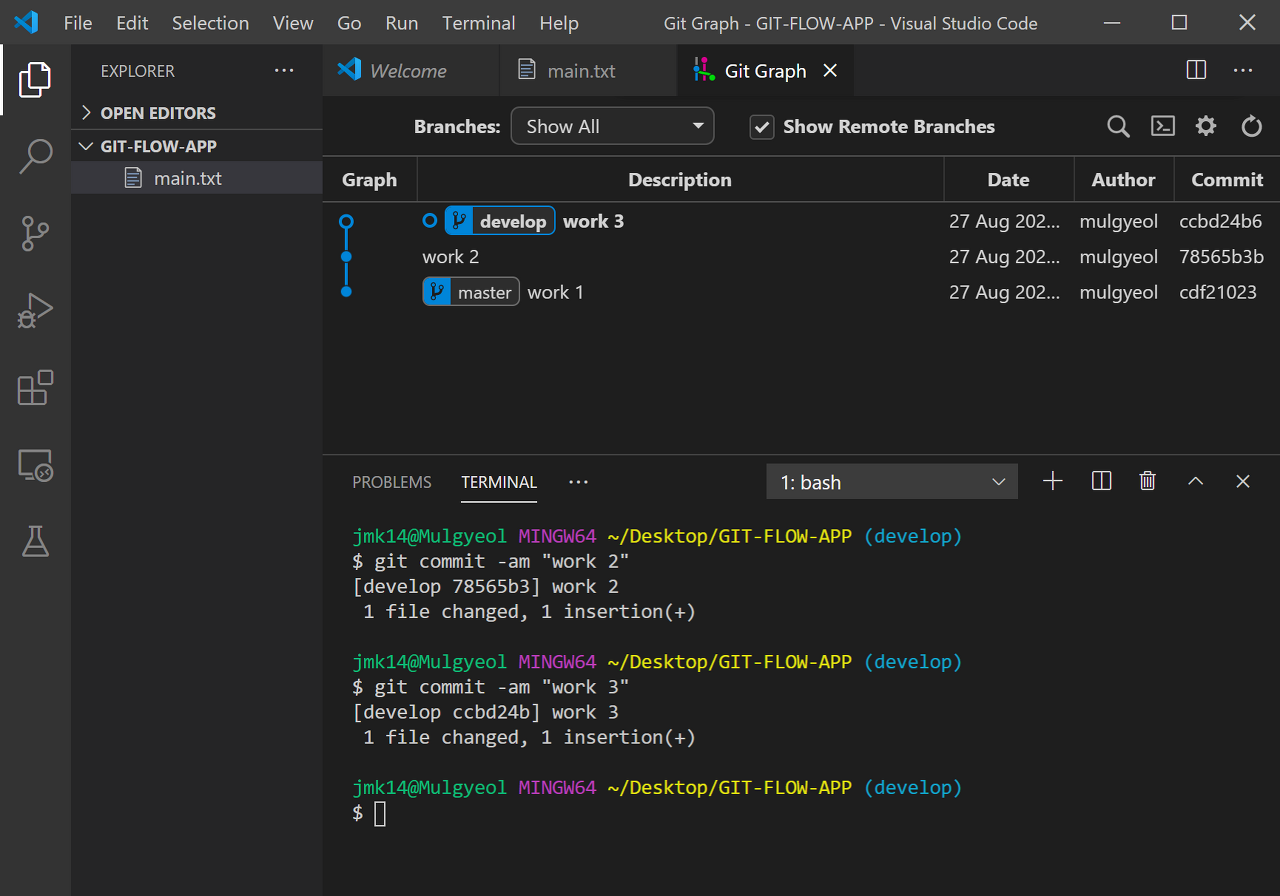 File Edit Selection View Go Run Terminal Help Git Graph - GIT-FLOW-APP - Visual Studio Code
EXPLORER
Welcome main.txt Git Graph
OPEN EDITORS
GIT-FLOW-APP
main.txt
Branches: Show All Show Remote Branches
Graph Description Date Author Commit
develop work 3 27 Aug 202... mulgyeol ccbd24b6
work 2 27 Aug 202... mulgyeol 78565b3b
master work 1 27 Aug 202... mulgyeol cdf21023
PROBLEMS TERMINAL 1: bash
jmk14@Mulgyeol MINGW64 ~/Desktop/GIT-FLOW-APP (develop)
$ git commit -am "work 2"
[develop 78565b3] work 2
1 file changed, 1 insertion(+)
jmk14@Mulgyeol MINGW64 ~/Desktop/GIT-FLOW-APP (develop)
$ git commit -am "work 3"
[develop ccbd24b] work 3
1 file changed, 1 insertion(+)
jmk14@Mulgyeol MINGW64 ~/Desktop/GIT-FLOW-APP (develop)
$